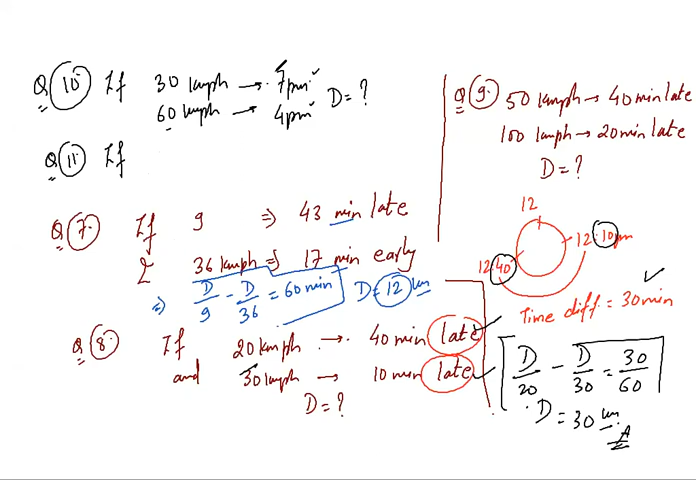 Q 10. If 30 kmph → 7pm
60 kmph → 4pm D = ?
Q 11. If
Q 9. 50 kmph → 40 min late
100 kmph → 20 min late
D = ?
12
12.10pm
12.40
Time diff = 30 min
Q 7. If 9 ⇒ 43 min late
& 36 kmph ⇒ 17 min early
⇒ D/9 - D/36 = 60 min D = 12 km
Q 8. If 20 kmph → 40 min late
and 30 kmph → 10 min late
D = ?
D/20 - D/30 = 30/60
D = 30 km
A